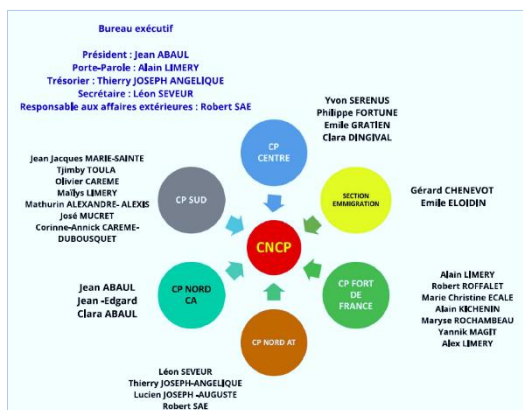 Bureau exécutif
Président : Jean ABAUL
Porte-Parole : Alain LIMERY
Trésorier : Thierry JOSEPH ANGELIQUE
Secrétaire : Léon SEVEUR
Responsable aux affaires extérieures : Robert SAE
Yvon SERENUS
Philippe FORTUNE
Emile GRATIEN
Clara DINGIVAL
CP
CENTRE
Jean Jacques MARIE-SAINTE
Tjimby TOULA
Olivier CAREME
Maïlys LIMERY
Mathurin ALEXANDRE- ALEXIS
José MUCRET
Corinne-Annick CAREME-
DUBOUSQUET
CP SUD
SECTION
EMMIGRATION
Gérard CHENEVOT
Emile ELOIDIN
CNCP
Jean ABAUL
Jean -Edgard
Clara ABAUL
CP NORD
CA
CP FORT
DE
FRANCE
Alain LIMERY
Robert ROFFALET
Marie Christine ECALE
Alain KICHENIN
Maryse ROCHAMBEAU
Yannik MAGIT
Alex LIMERY
CP NORD AT
Léon SEVEUR
Thierry JOSEPH-ANGELIQUE
Lucien JOSEPH -AUGUSTE
Robert SAE